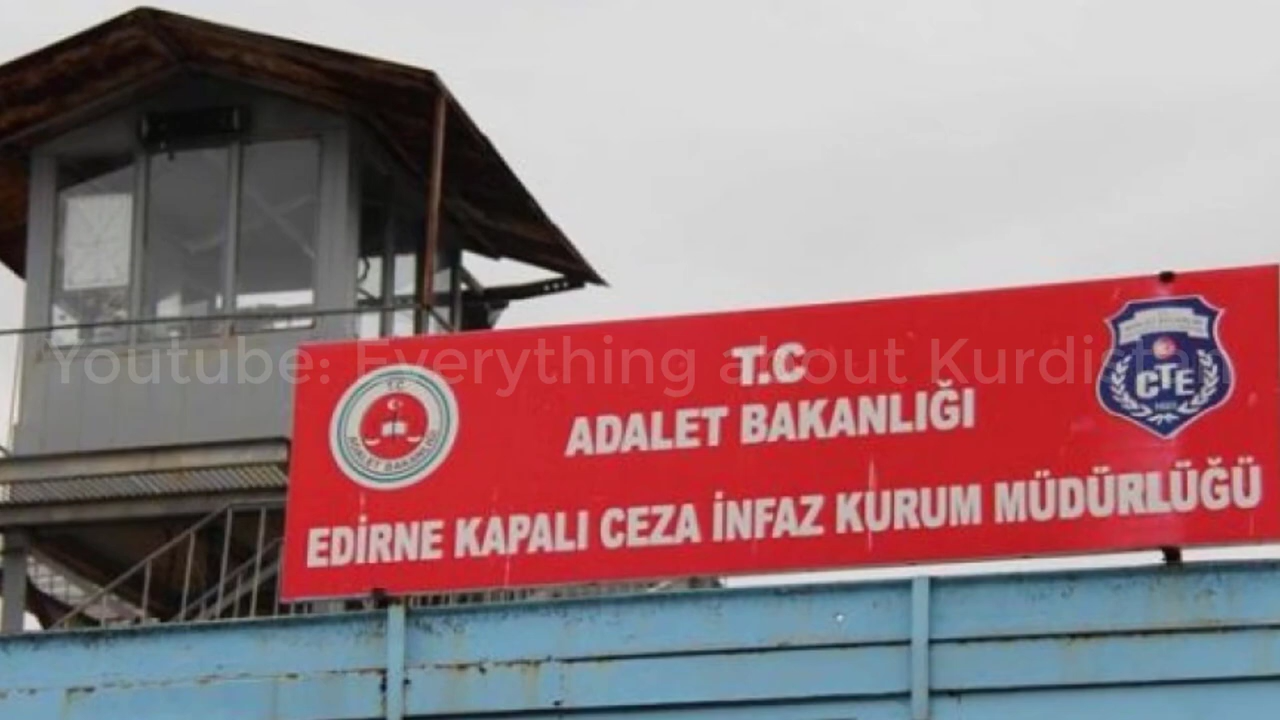 Youtube: Everything about Kurdistan
T.C
ADALET BAKANLIĞI
EDİRNE KAPALI CEZA İNFAZ KURUM MÜDÜRLÜĞÜ
T.C.
ADALET BAKANLIĞI
CTE